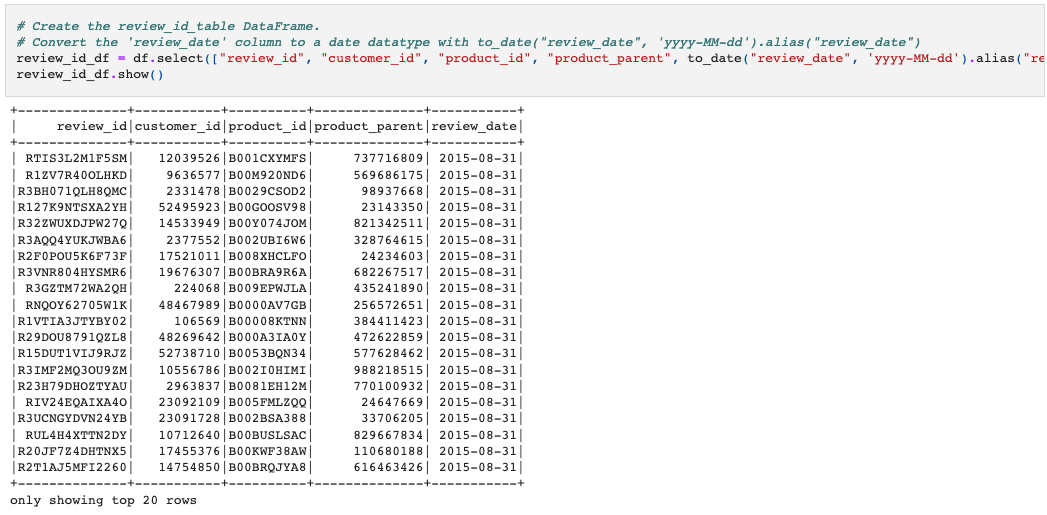 # Create the review_id_table DataFrame.
# Convert the 'review_date' column to a date datatype with to_date("review_date", 'yyyy-MM-dd').alias("review_date")
review_id_df = df.select(["review_id", "customer_id", "product_id", "product_parent", to_date("review_date", 'yyyy-MM-dd').alias("re
review_id_df.show()
+--------------+-----------+----------+--------------+-----------+
|     review_id|customer_id|product_id|product_parent|review_date|
+--------------+-----------+----------+--------------+-----------+
| RTIS3L2M1F5SM|   12039526|B001CXYMFS|     737716809| 2015-08-31|
| R1ZV7R40OLHKD|    9636577|B00M920ND6|     569686175| 2015-08-31|
|R3BH071QLH8QMC|    2331478|B0029CSOD2|      98937668| 2015-08-31|
|R127K9NTSXA2YH|   52495923|B00GOOSV98|      23143350| 2015-08-31|
|R32ZWUXDJPW27Q|   14533949|B00Y074JOM|     821342511| 2015-08-31|
|R3AQQ4YUKJWBA6|    2377552|B002UBI6W6|     328764615| 2015-08-31|
|R2F0POU5K6F73F|   17521011|B008XHCLFO|      24234603| 2015-08-31|
|R3VNR804HYSMR6|   19676307|B00BRA9R6A|     682267517| 2015-08-31|
| R3GZTM72WA2QH|     224068|B009EPWJLA|     435241890| 2015-08-31|
| RNQOY62705W1K|   48467989|B0000AV7GB|     256572651| 2015-08-31|
|R1VTIA3JTYBY02|     106569|B00008KTNN|     384411423| 2015-08-31|
|R29DOU8791QZL8|   48269642|B000A3IA0Y|     472622859| 2015-08-31|
|R15DUT1VIJ9RJZ|   52738710|B0053BQN34|     577628462| 2015-08-31|
|R3IMF2MQ3OU9ZM|   10556786|B002I0HIMI|     988218515| 2015-08-31|
|R23H79DHOZTYAU|    2963837|B0081EH12M|     770100932| 2015-08-31|
| RIV24EQAIXA4O|   23092109|B005FMLZQQ|      24647669| 2015-08-31|
|R3UCNGYDVN24YB|   23091728|B002BSA388|      33706205| 2015-08-31|
| RUL4H4XTTN2DY|   10712640|B00BUSLSAC|     829667834| 2015-08-31|
|R20JF7Z4DHTNX5|   17455376|B00KWF38AW|     110680188| 2015-08-31|
|R2T1AJ5MFI2260|   14754850|B00BRQJYA8|     616463426| 2015-08-31|
+--------------+-----------+----------+--------------+-----------+
only showing top 20 rows